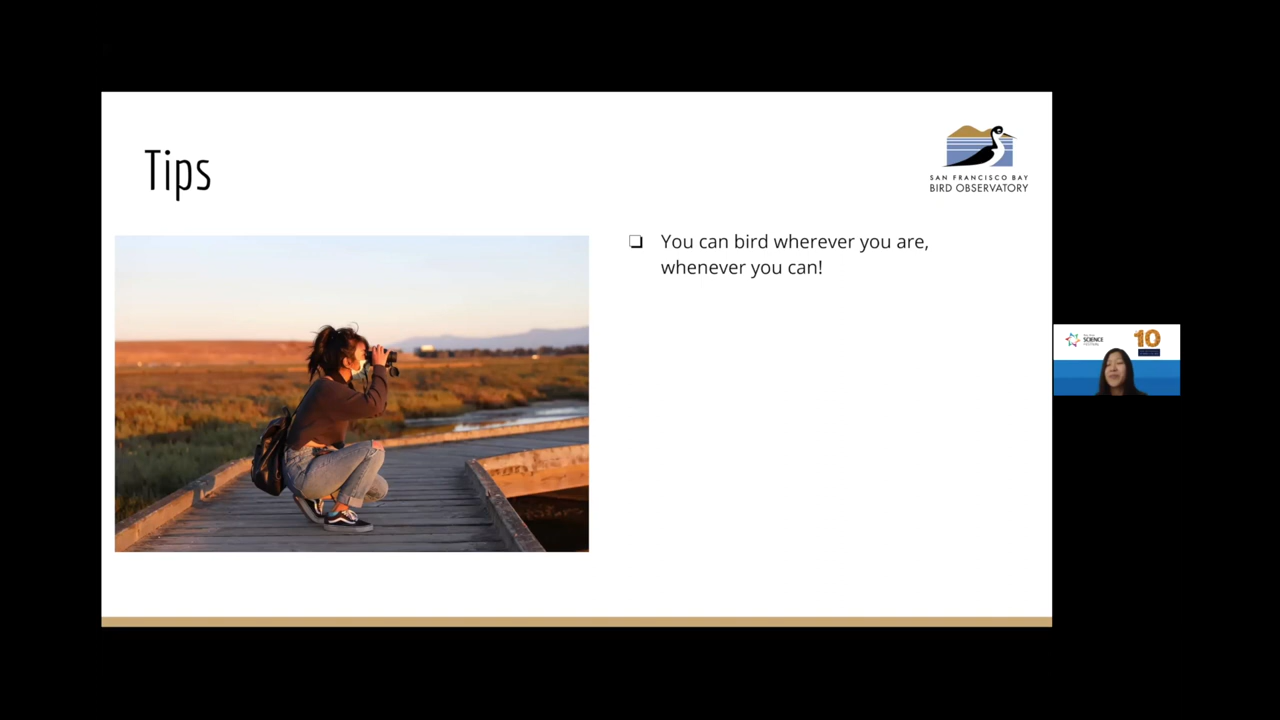 Tips
SAN FRANCISCO BAY
BIRD OBSERVATORY
❏ You can bird wherever you are,
whenever you can!
SCIENCE
10